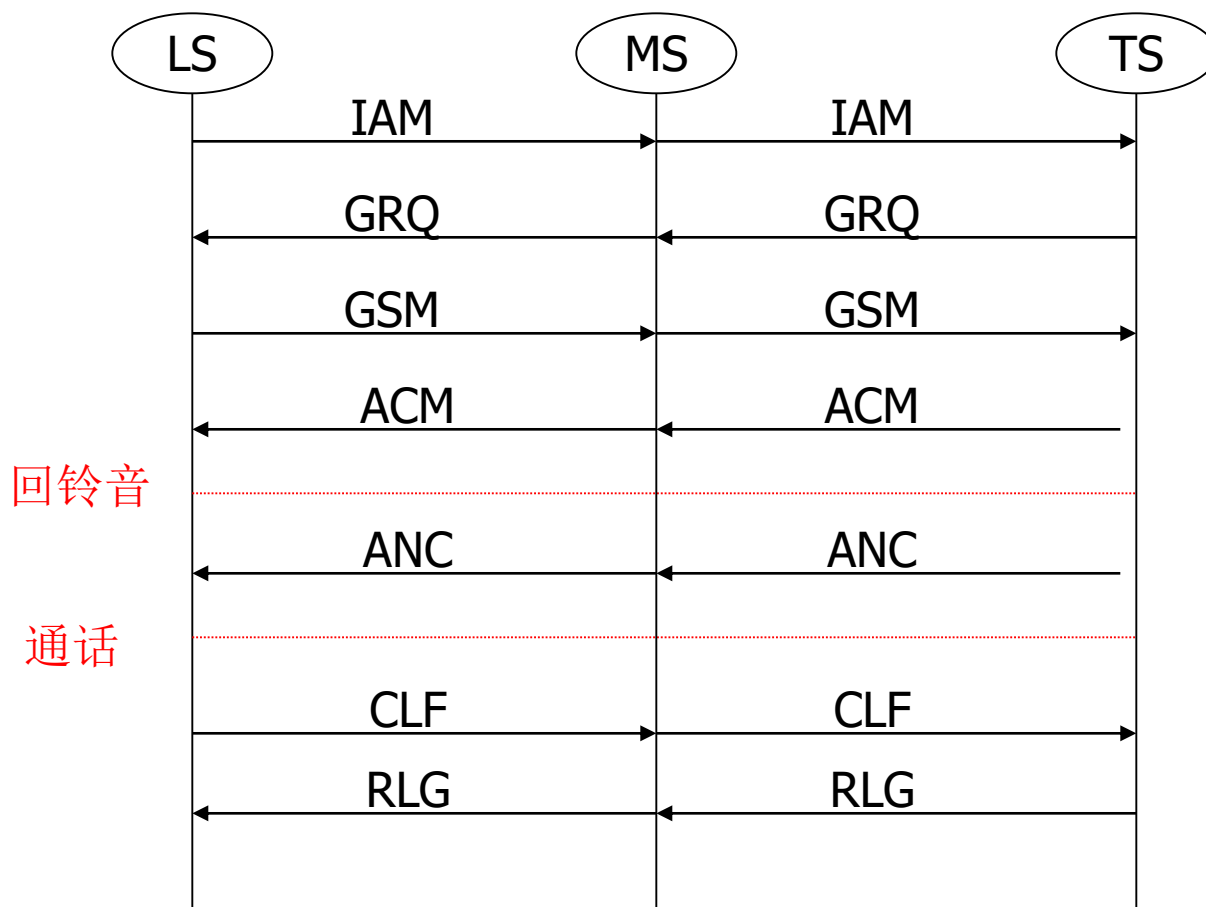 LS MS TS
IAM IAM
GRQ GRQ
GSM GSM
ACM ACM
回铃音
ANC ANC
通话
CLF CLF
RLG RLG